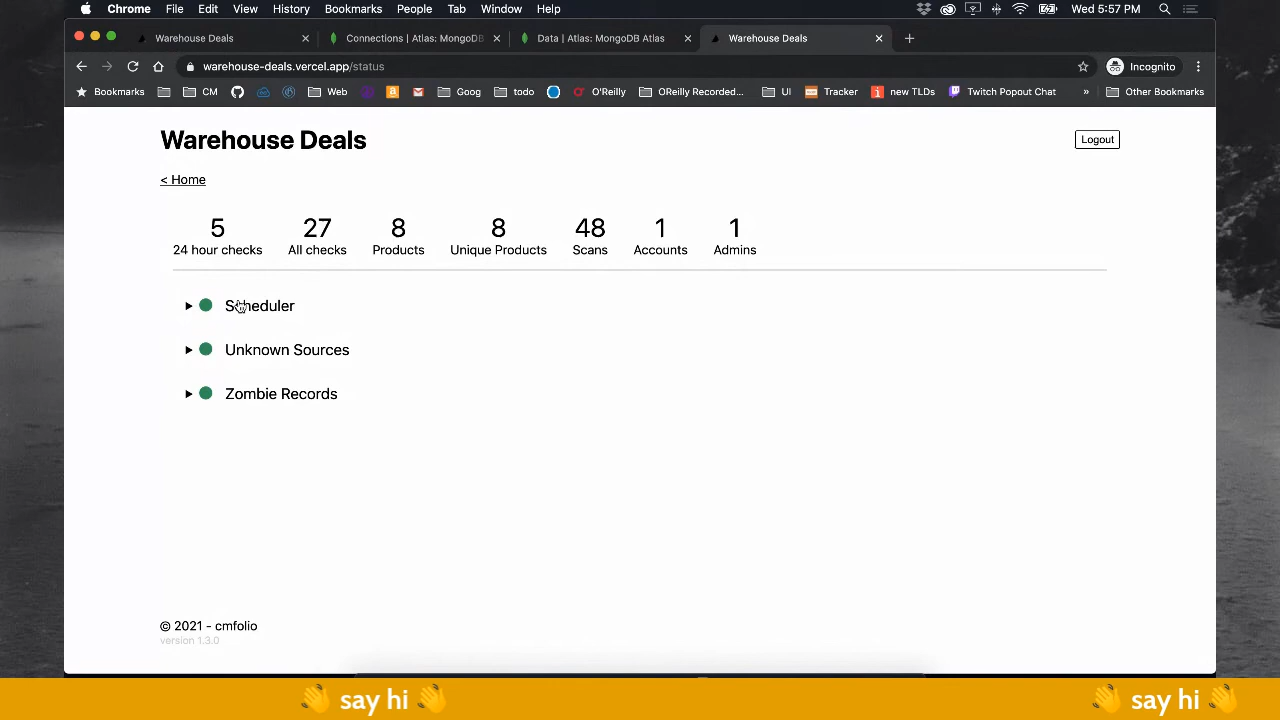 Chrome File Edit View History Bookmarks People Tab Window Help Wed 5:57 PM
Warehouse Deals Connections | Atlas: MongoDB Data | Atlas: MongoDB Atlas Warehouse Deals
warehouse-deals.vercel.app/status Incognito
Bookmarks CM Web Goog todo O'Reilly OReilly Recorded... UI Tracker new TLDs Twitch Popout Chat » Other Bookmarks
Warehouse Deals Logout
< Home
5 27 8 8 48 1 1
24 hour checks All checks Products Unique Products Scans Accounts Admins
Scheduler
Unknown Sources
Zombie Records
© 2021 - cmfolio
version 1.3.0
👋 say hi 👋 👋 say hi 👋